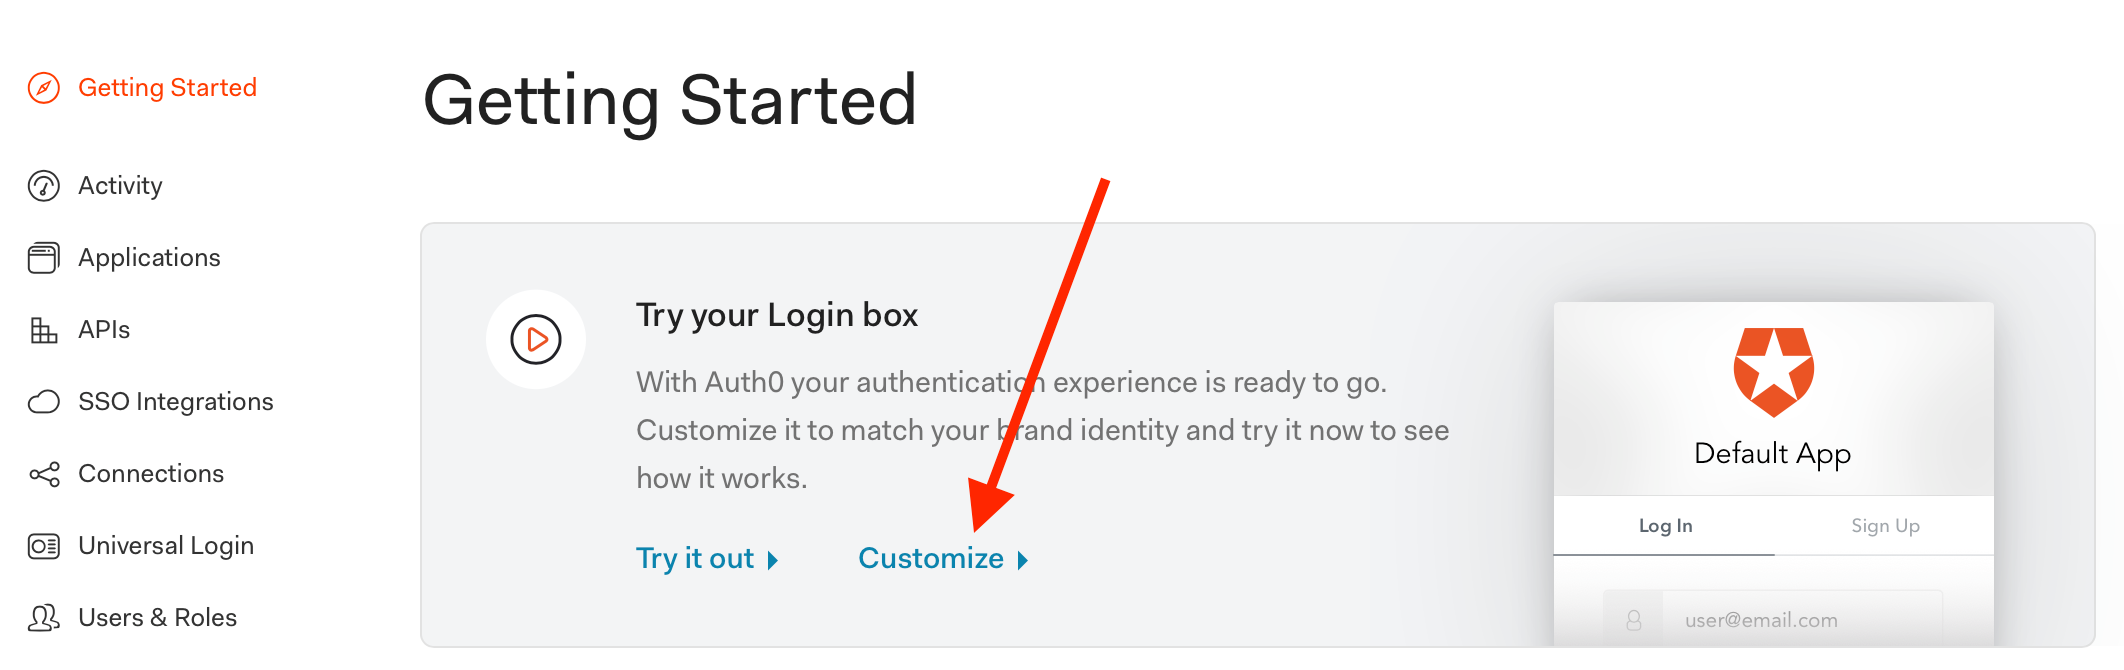 Getting Started
Activity
Applications
APIs
SSO Integrations
Connections
Universal Login
Users & Roles
Getting Started
Try your Login box
With Auth0 your authentication experience is ready to go.
Customize it to match your brand identity and try it now to see
how it works.
Try it out
Customize
Default App
Log In
Sign Up
user@email.com